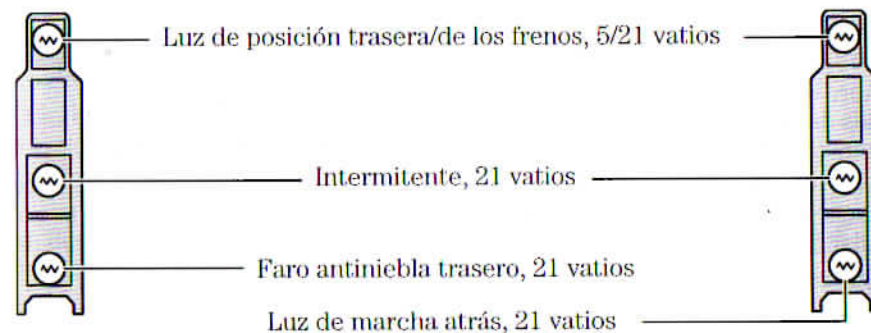 Luz de posición trasera/de los frenos, 5/21 vatios
Intermitente, 21 vatios
Faro antiniebla trasero, 21 vatios
Luz de marcha atrás, 21 vatios